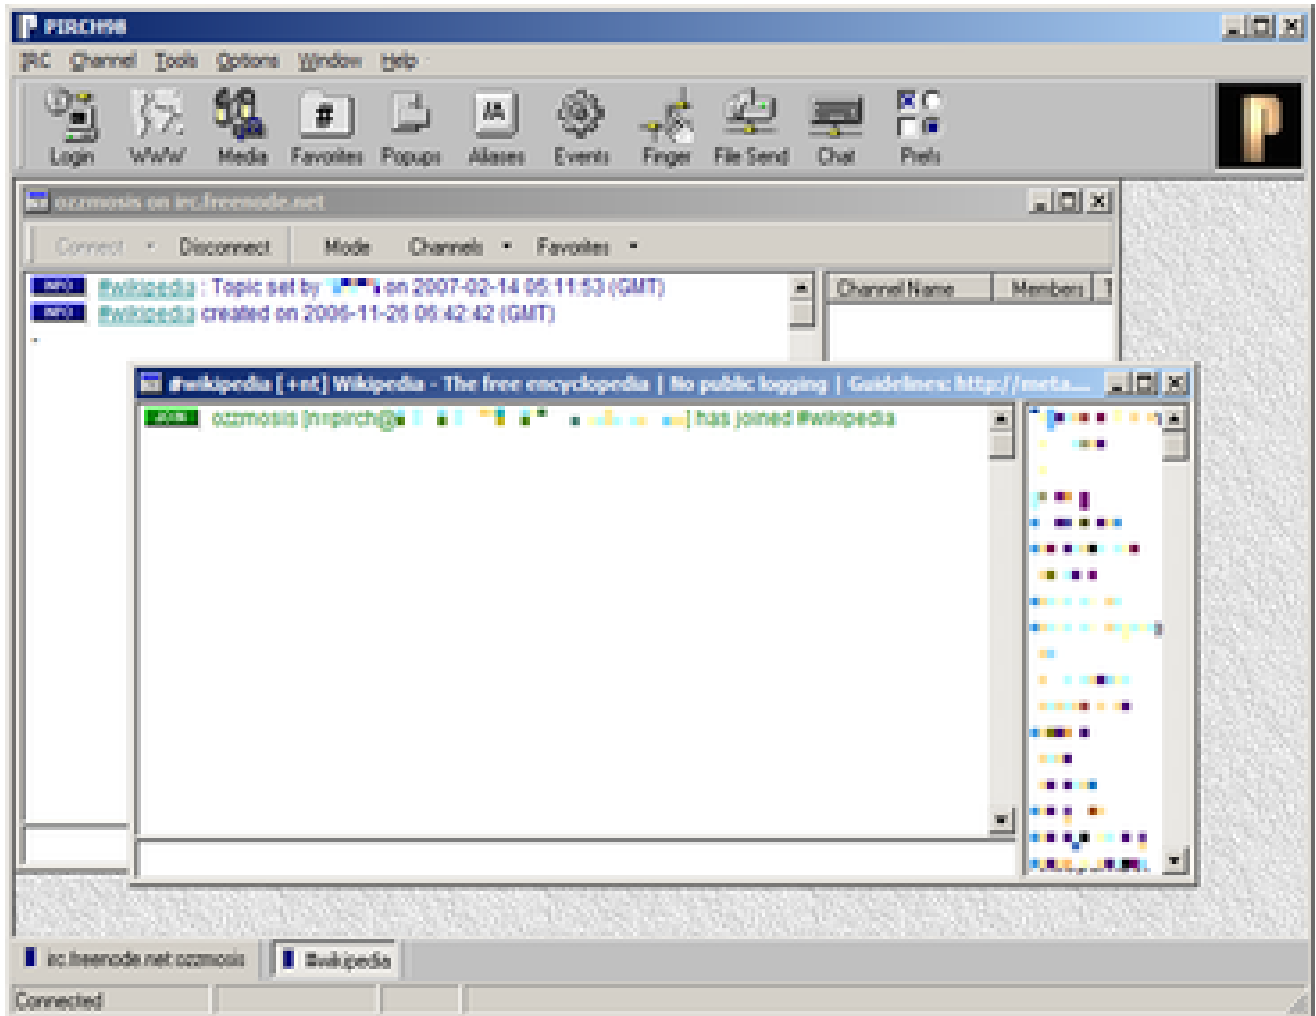 PIRCH98
IRC Channel Tools Options Window Help
Login WWW Media Favorites Popups Aliases Events Finger File Send Chat Prefs
P
ozzmosis on irc.freenode.net
Connect Disconnect Mode Channels Favorites
INFO #wikipedia : Topic set by on 2007-02-14 05:11:53 (GMT)
INFO #wikipedia created on 2006-11-26 06:42:42 (GMT)
Channel Name Members T
#wikipedia [+nt] Wikipedia - The free encyclopedia | No public logging | Guidelines: http://meta...
JOIN ozzmosis [nxpirch@ ] has joined #wikipedia
irc.freenode.net:ozzmosis #wikipedia
Connected